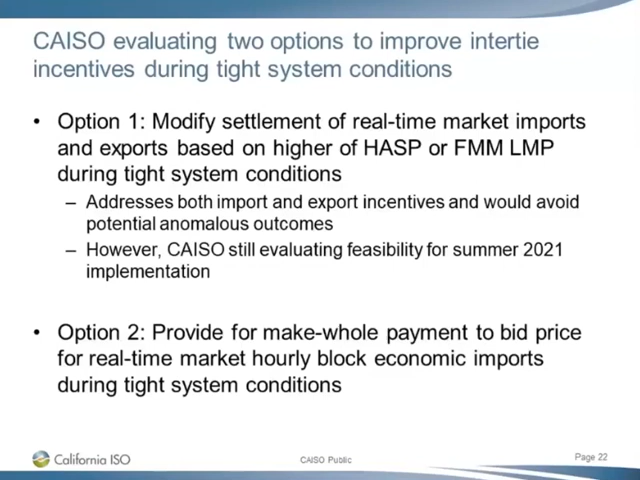 CAISO evaluating two options to improve intertie
incentives during tight system conditions
• Option 1: Modify settlement of real-time market imports
and exports based on higher of HASP or FMM LMP
during tight system conditions
– Addresses both import and export incentives and would avoid
potential anomalous outcomes
– However, CAISO still evaluating feasibility for summer 2021
implementation
• Option 2: Provide for make-whole payment to bid price
for real-time market hourly block economic imports
during tight system conditions
California ISO
CAISO Public
Page 22